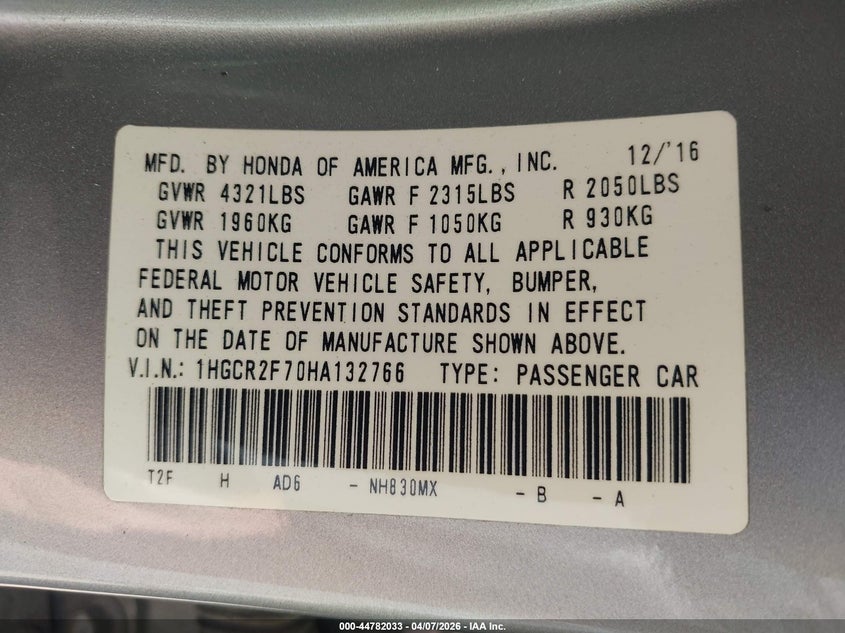 MFD. BY HONDA OF AMERICA MFG., INC. 12/'16
GVWR 4321LBS GAWR F 2315LBS R 2050LBS
GVWR 1960KG GAWR F 1050KG R 930KG
THIS VEHICLE CONFORMS TO ALL APPLICABLE
FEDERAL MOTOR VEHICLE SAFETY, BUMPER,
AND THEFT PREVENTION STANDARDS IN EFFECT
ON THE DATE OF MANUFACTURE SHOWN ABOVE.
V.I.N.: 1HGCR2F70HA132766 TYPE: PASSENGER CAR
T2F H AD6 - NH830MX - B - A
000-44782033 - 04/07/2026 - IAA Inc.